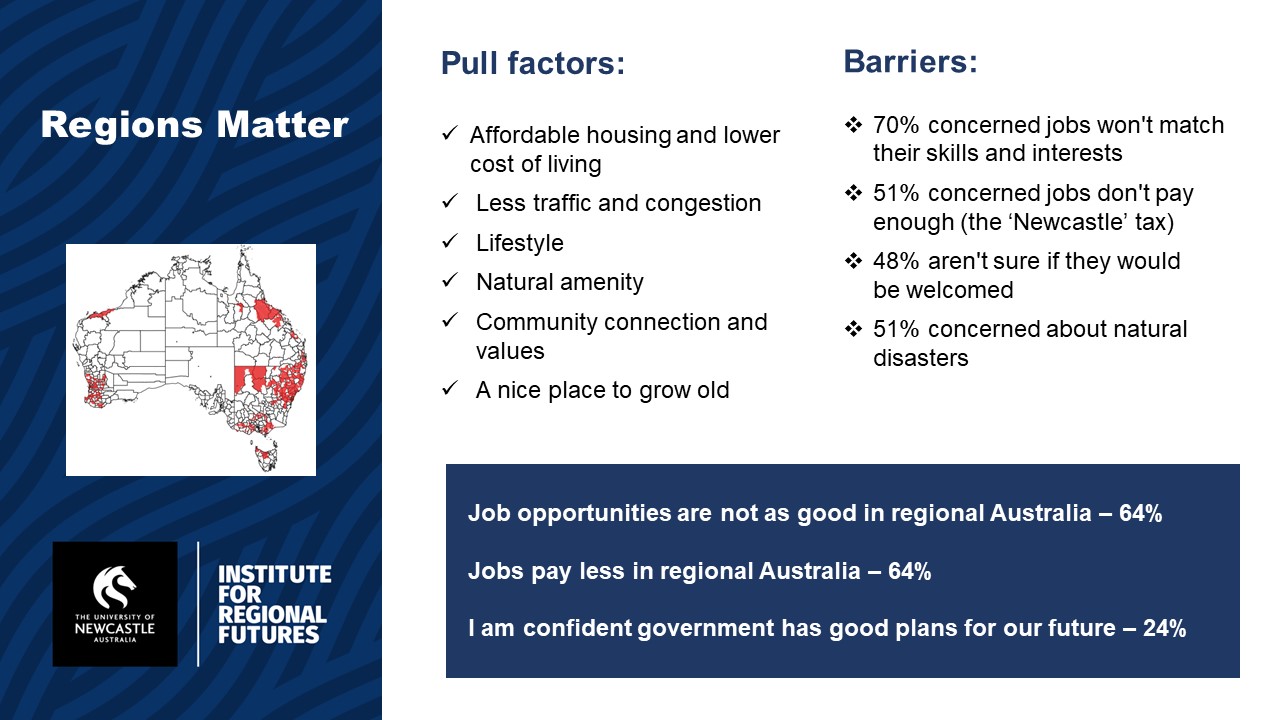 Regions Matter
THE UNIVERSITY OF
NEWCASTLE
AUSTRALIA
INSTITUTE
FOR
REGIONAL
FUTURES
Pull factors:
Affordable housing and lower
cost of living
Less traffic and congestion
Lifestyle
Natural amenity
Community connection and
values
A nice place to grow old
Barriers:
70% concerned jobs won't match
their skills and interests
51% concerned jobs don't pay
enough (the ‘Newcastle’ tax)
48% aren't sure if they would
be welcomed
51% concerned about natural
disasters
Job opportunities are not as good in regional Australia – 64%
Jobs pay less in regional Australia – 64%
I am confident government has good plans for our future – 24%